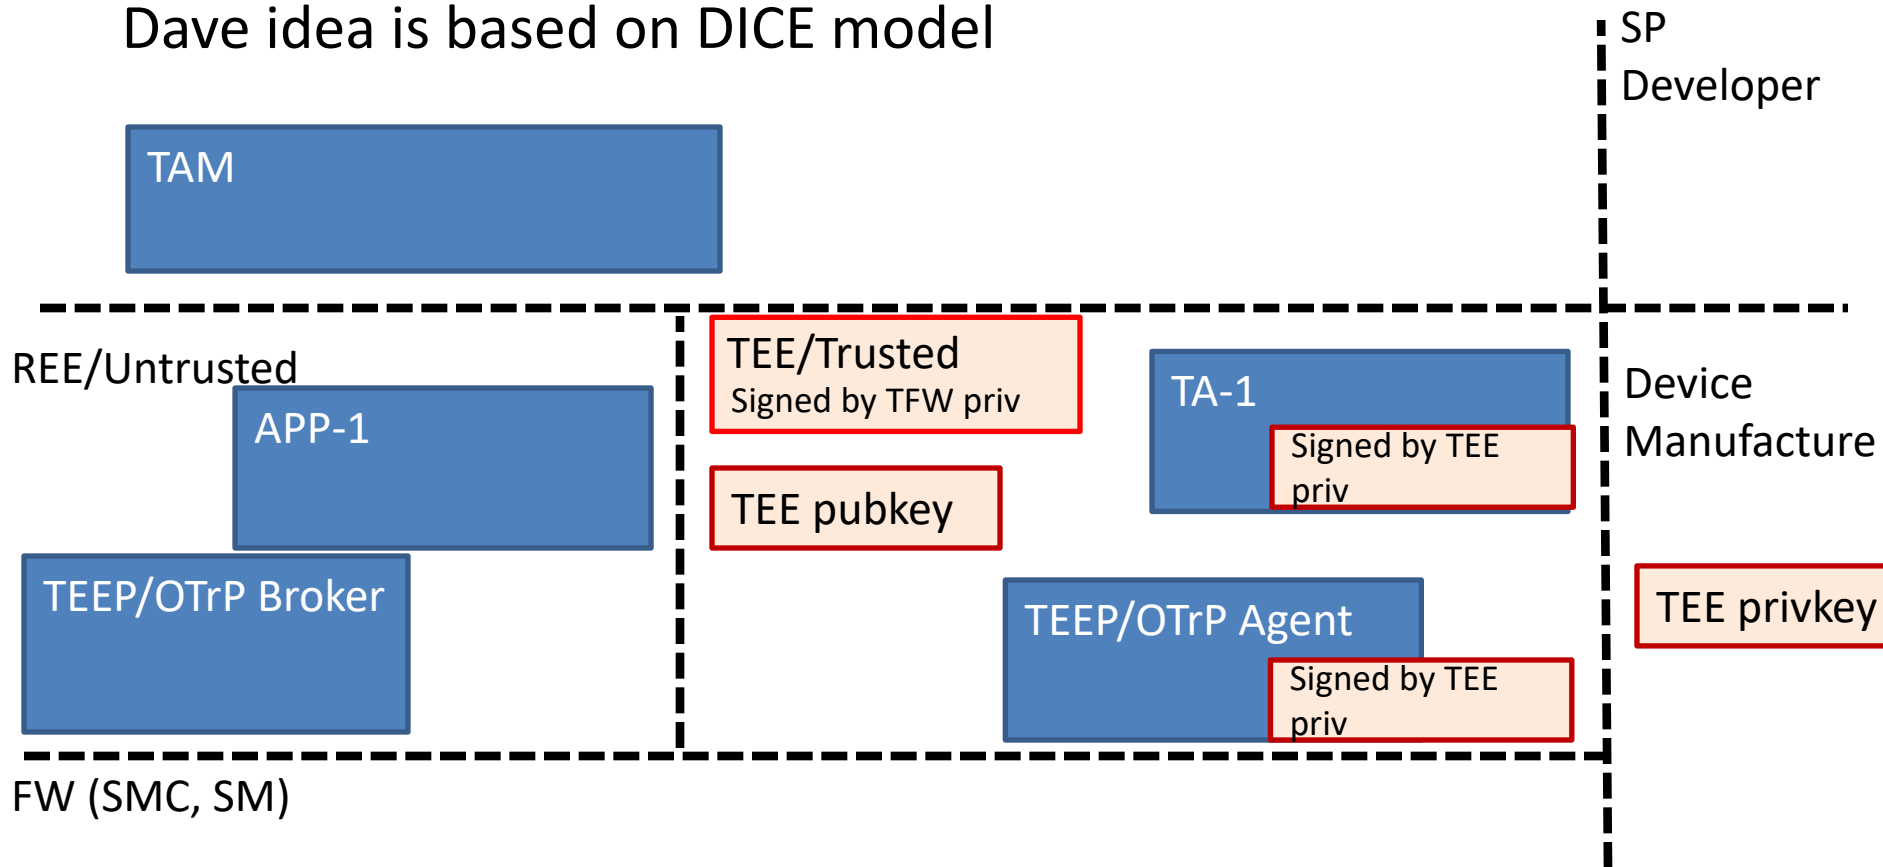 Dave idea is based on DICE model
SP
Developer
TAM
REE/Untrusted
APP-1
TEEP/OTrP Broker
TEE/Trusted
Signed by TFW priv
TEE pubkey
TA-1
Signed by TEE
priv
TEEP/OTrP Agent
Signed by TEE
priv
Device
Manufacture
TEE privkey
FW (SMC, SM)